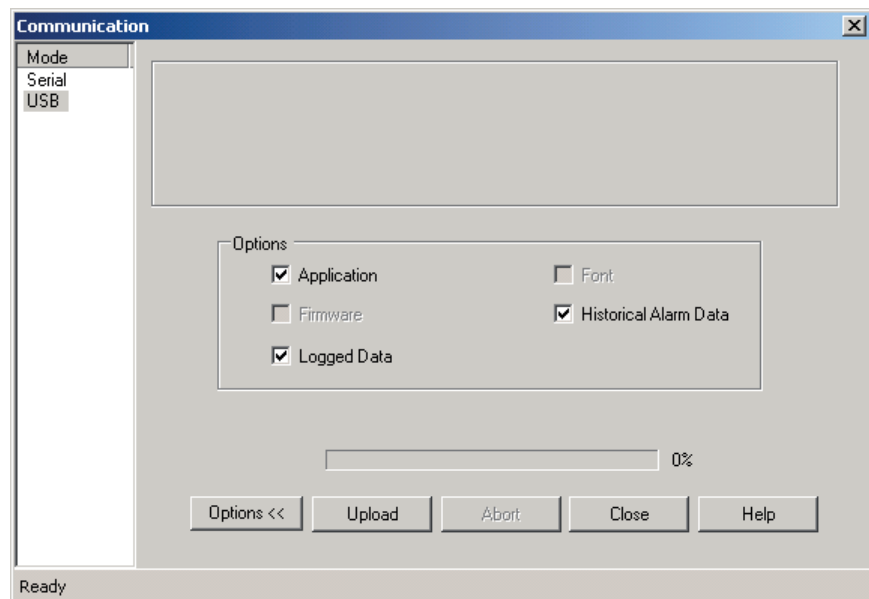 Communication
Mode
Serial
USB
Options
Application
Font
Firmware
Historical Alarm Data
Logged Data
0%
Options <<
Upload
Abort
Close
Help
Ready